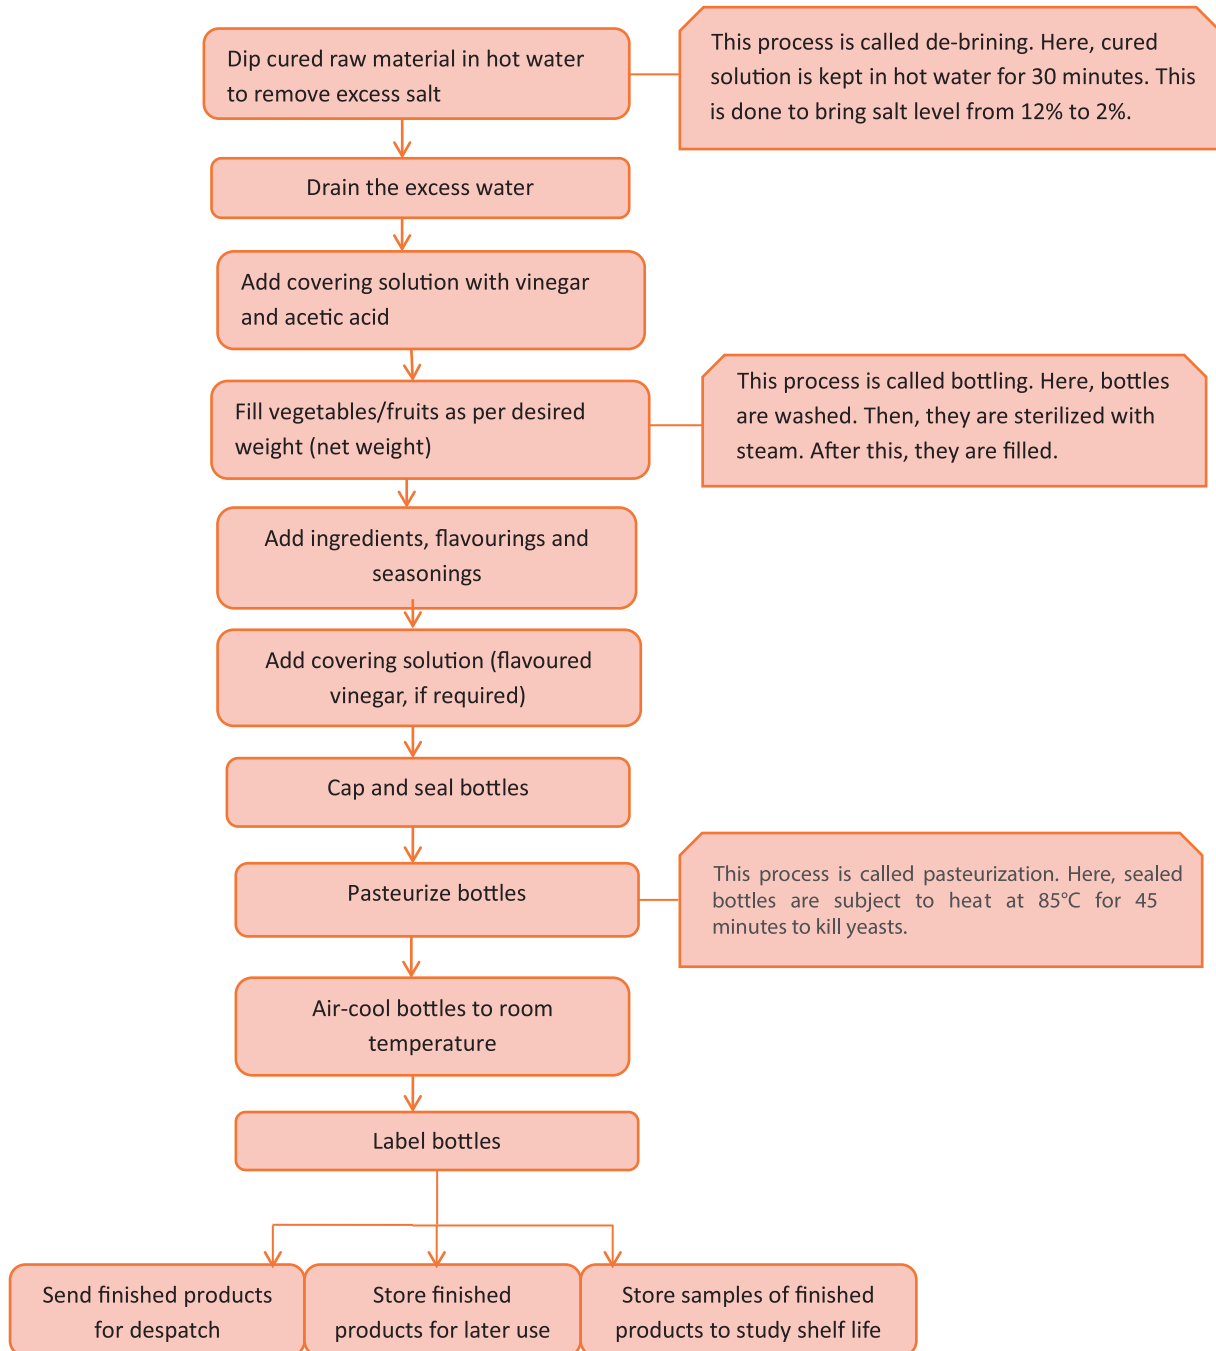 Dip cured raw material in hot water
to remove excess salt
This process is called de-brining. Here, cured
solution is kept in hot water for 30 minutes. This
is done to bring salt level from 12% to 2%.
Drain the excess water
Add covering solution with vinegar
and acetic acid
Fill vegetables/fruits as per desired
weight (net weight)
This process is called bottling. Here, bottles
are washed. Then, they are sterilized with
steam. After this, they are filled.
Add ingredients, flavourings and
seasonings
Add covering solution (flavoured
vinegar, if required)
Cap and seal bottles
Pasteurize bottles
This process is called pasteurization. Here, sealed
bottles are subject to heat at 85°C for 45
minutes to kill yeasts.
Air-cool bottles to room
temperature
Label bottles
Send finished products
for despatch
Store finished
products for later use
Store samples of finished
products to study shelf life